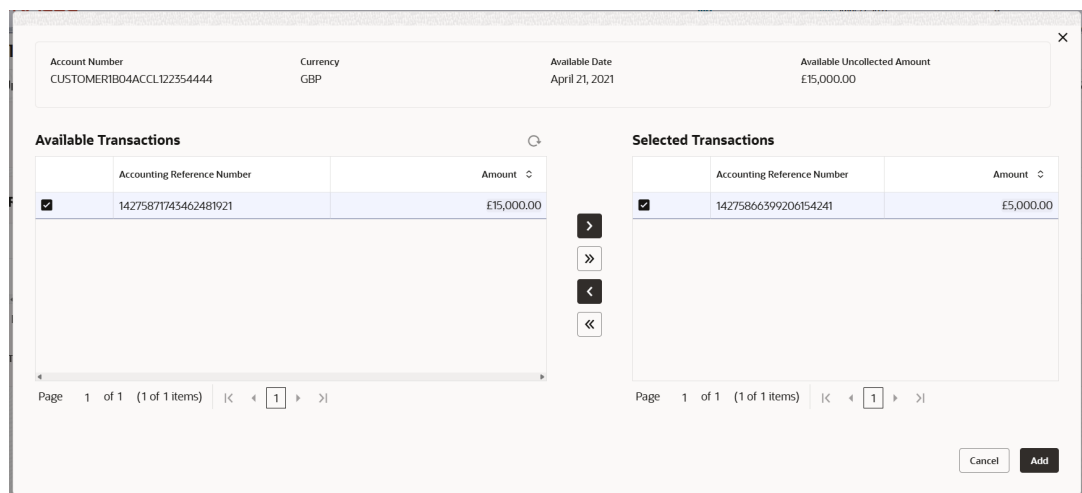 Account Number Currency Available Date Available Uncollected Amount
CUSTOMER1B04ACCL122354444 GBP April 21, 2021 £15,000.00
Available Transactions
Accounting Reference Number Amount
14275871743462481921 £15,000.00
Page 1 of 1 (1 of 1 items) 1
Selected Transactions
Accounting Reference Number Amount
14275866399206154241 £5,000.00
Page 1 of 1 (1 of 1 items) 1
Cancel Add